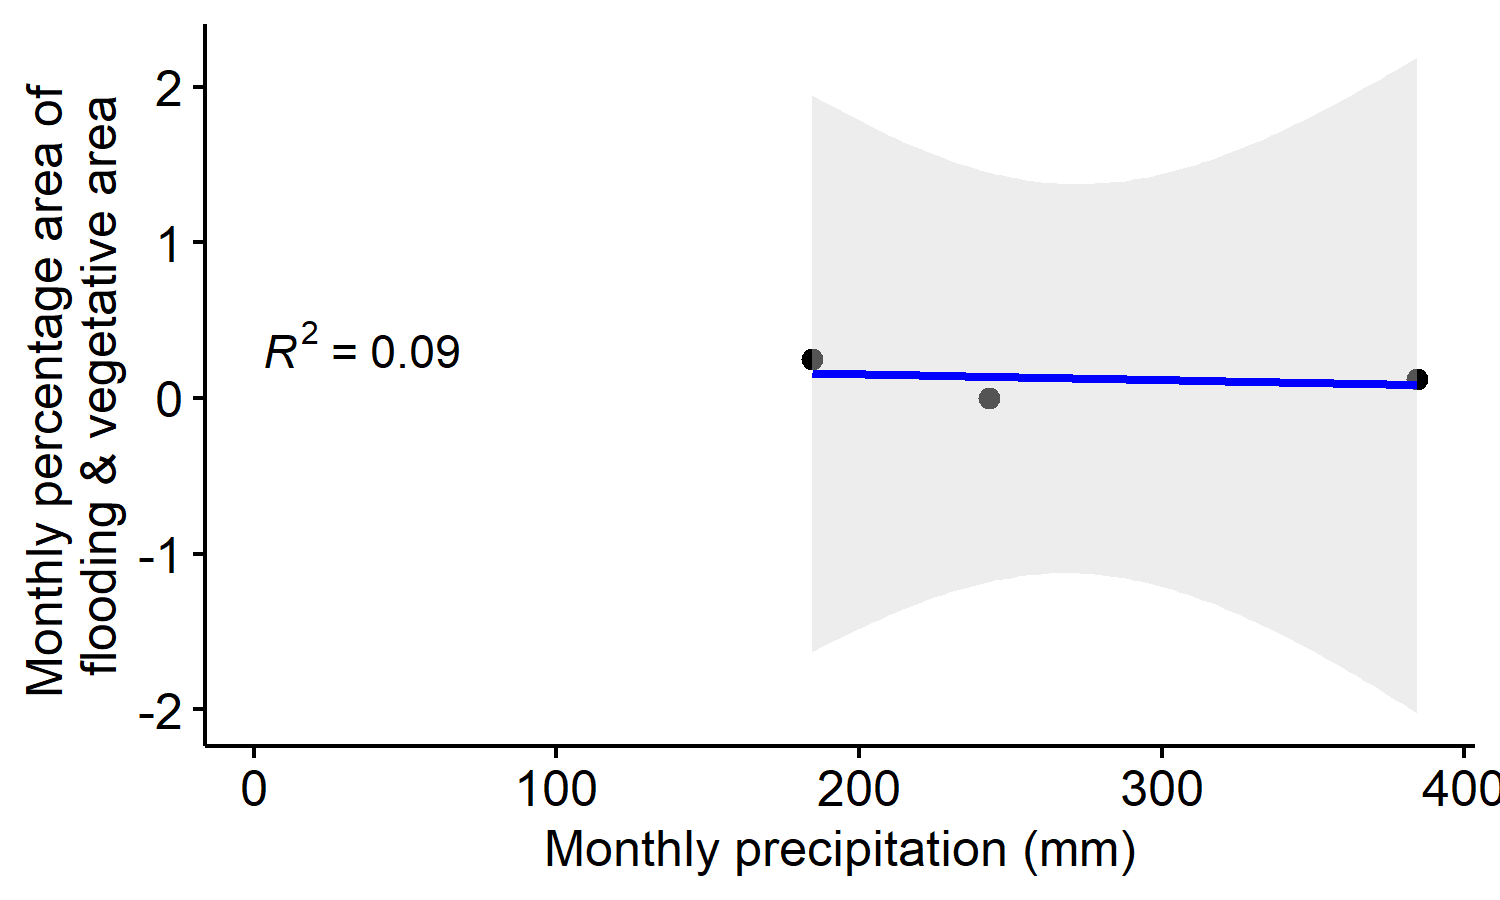 Monthly percentage area of
flooding & vegetative area
2
1
0
-1
-2
R² = 0.09
0 100 200 300 400
Monthly precipitation (mm)